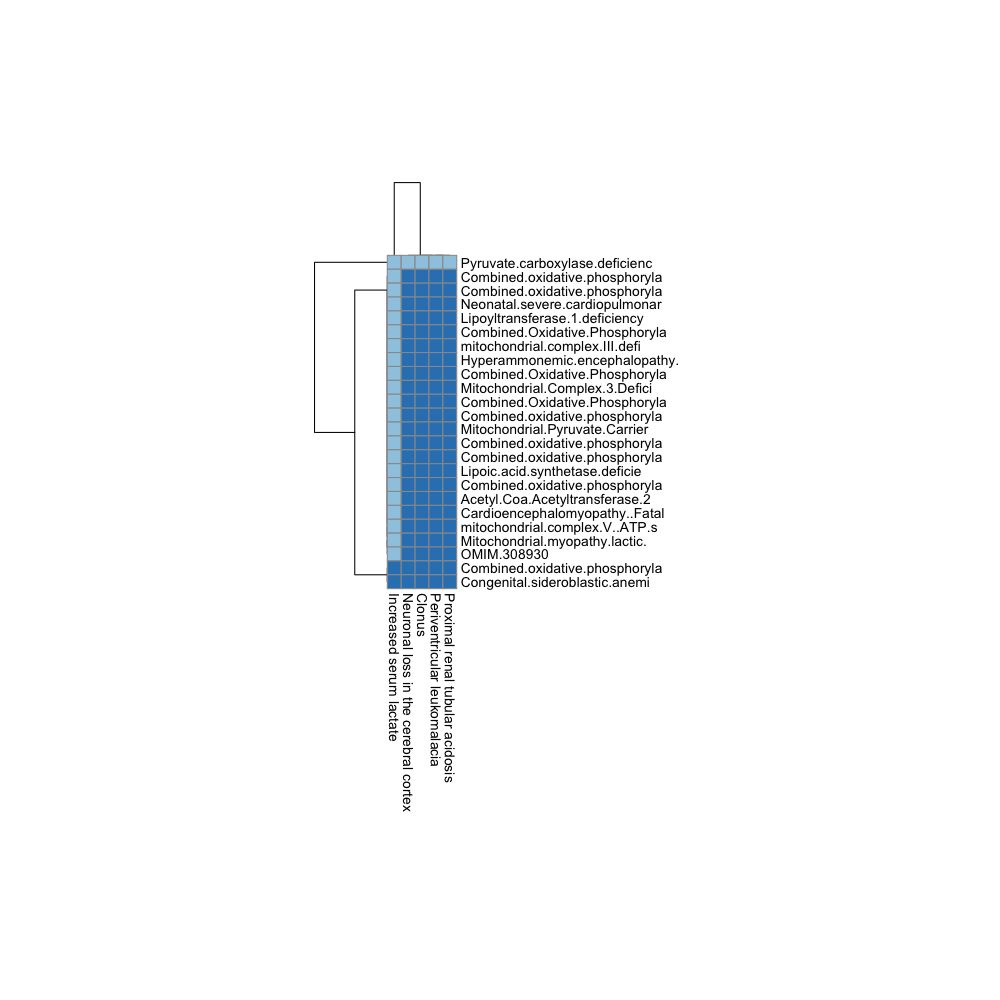 Pyruvate.carboxylase.deficienc
Combined.oxidative.phosphoryla
Combined.oxidative.phosphoryla
Neonatal.severe.cardiopulmonar
Lipoyltransferase.1.deficiency
Combined.Oxidative.Phosphoryla
mitochondrial.complex.III.defi
Hyperammonemic.encephalopathy.
Combined.Oxidative.Phosphoryla
Mitochondrial.Complex.3.Defici
Combined.Oxidative.Phosphoryla
Combined.oxidative.phosphoryla
Mitochondrial.Pyruvate.Carrier
Combined.oxidative.phosphoryla
Combined.oxidative.phosphoryla
Lipoic.acid.synthetase.deficie
Combined.oxidative.phosphoryla
Acetyl.Coa.Acetyltransferase.2
Cardioencephalomyopathy..Fatal
mitochondrial.complex.V..ATP.s
Mitochondrial.myopathy.lactic.
OMIM.308930
Combined.oxidative.phosphoryla
Congenital.sideroblastic.anemi
Increased serum lactate
Neuronal loss in the cerebral cortex
Clonus
Periventricular leukomalacia
Proximal renal tubular acidosis